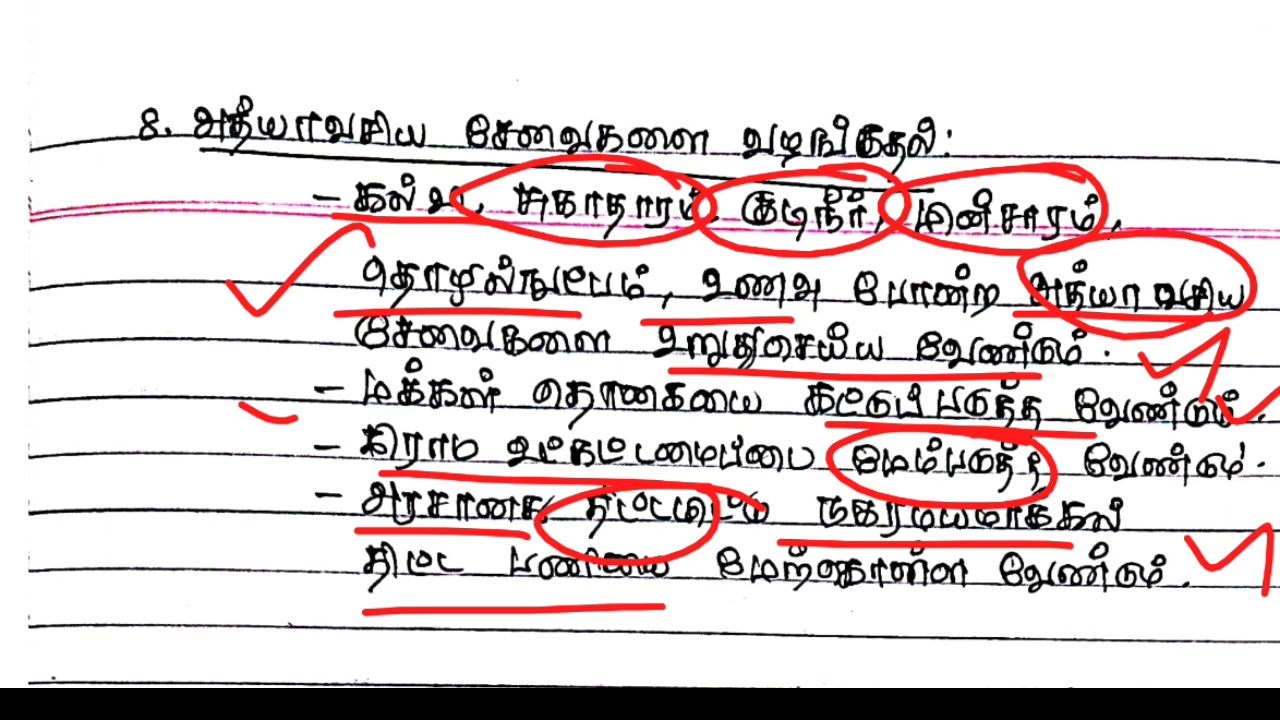 8. அத்யாவசிய சேவைகளை வழங்குதல்:
- கல்வி, சுகாதாரம், குடிநீர், மின்சாரம்,
தொழில்நுட்பம், உணவு போன்ற அத்யாவசிய
சேவைகளை உறுதிசெய்ய வேண்டும்.
- மக்கள் தொகையை கட்டுப்படுத்த வேண்டும்.
- கிராம உட்கட்டமைப்பை மேம்படுத்த வேண்டும்.
- அரசானது திட்டமிட்ட நகரமயமாக்கல்
திட்ட பணியை மேற்கொள்ள வேண்டும்.